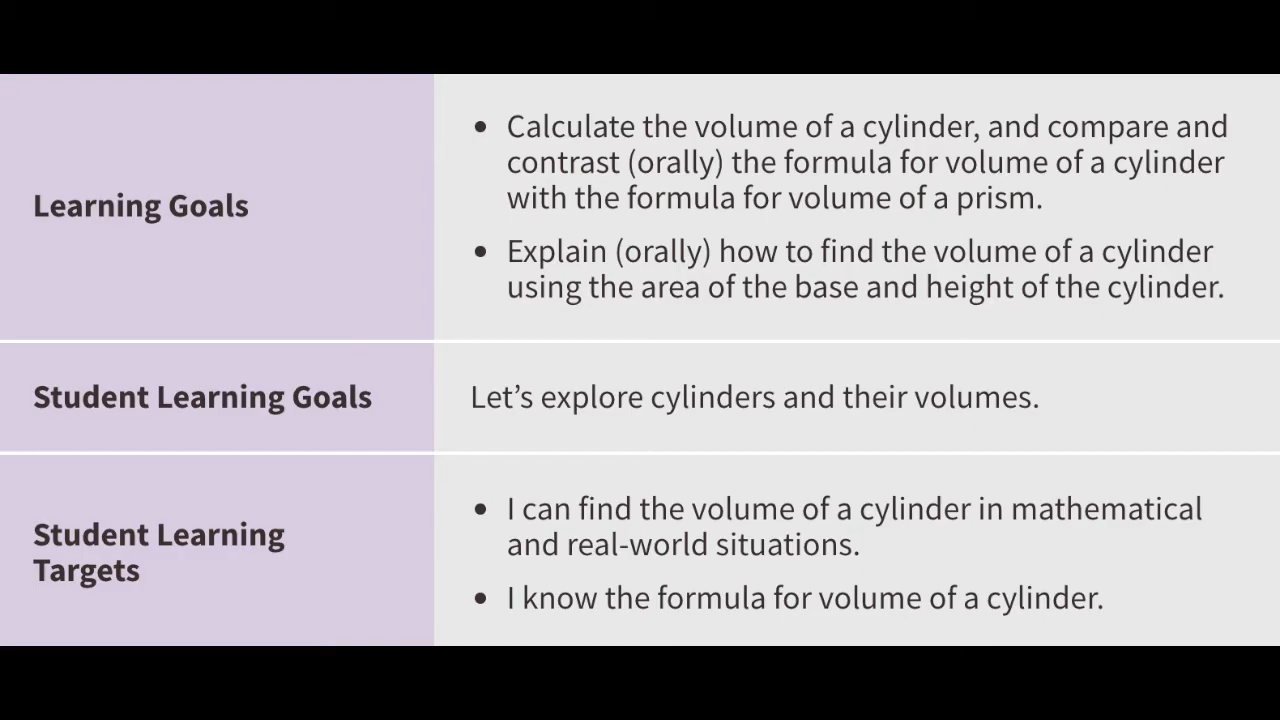 Learning Goals
• Calculate the volume of a cylinder, and compare and
contrast (orally) the formula for volume of a cylinder
with the formula for volume of a prism.
• Explain (orally) how to find the volume of a cylinder
using the area of the base and height of the cylinder.
Student Learning Goals
Let’s explore cylinders and their volumes.
Student Learning
Targets
• I can find the volume of a cylinder in mathematical
and real-world situations.
• I know the formula for volume of a cylinder.